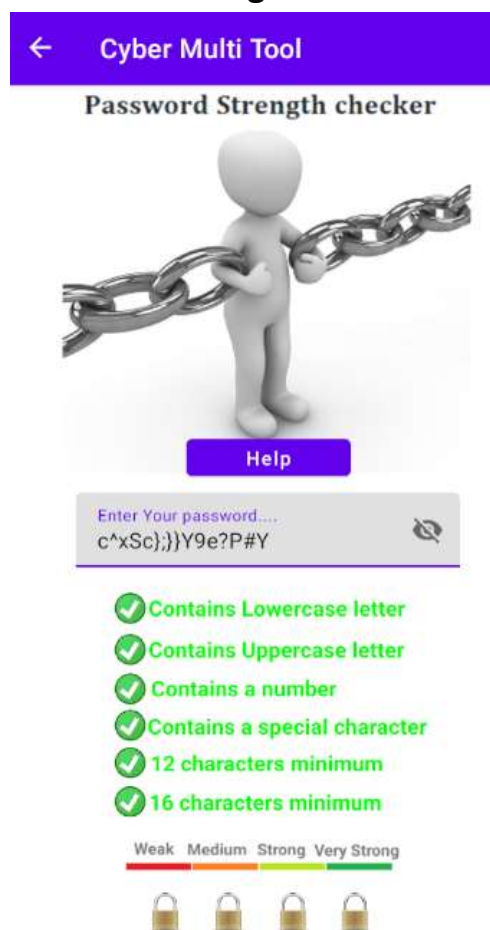 Cyber Multi Tool
Password Strength checker
Help
Enter Your password....
c^xSc};}}Y9e?P#Y
Contains Lowercase letter
Contains Uppercase letter
Contains a number
Contains a special character
12 characters minimum
16 characters minimum
Weak Medium Strong Very Strong